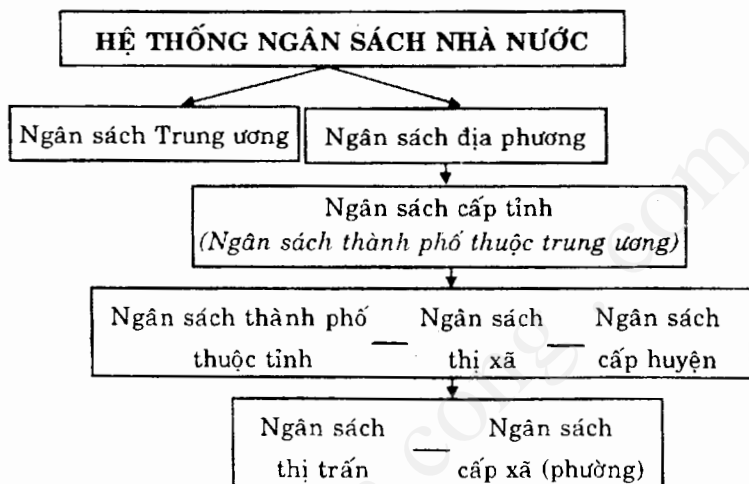 HỆ THỐNG NGÂN SÁCH NHÀ NƯỚC
Ngân sách Trung ương
Ngân sách địa phương
Ngân sách cấp tỉnh
(Ngân sách thành phố thuộc trung ương)
Ngân sách thành phố — Ngân sách — Ngân sách
thuộc tỉnh thị xã cấp huyện
Ngân sách — Ngân sách
thị trấn cấp xã (phường)
cong . com